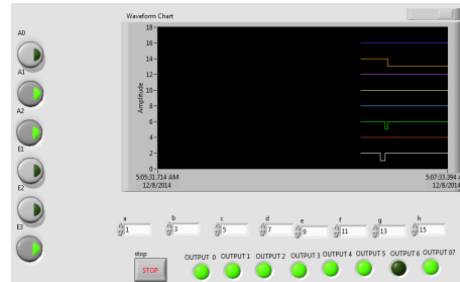 Waveform Chart
A0
A1
A2
E1
E2
E3
Amplitude
18
16
14
12
10
8
6
4
2
0
5:05:31.714 AM
12/8/2014
5:07:33.394 A
12/8/2014
a b c d e f g h
1 3 5 7 9 11 13 15
stop
STOP
OUTPUT 0 OUTPUT 1 OUTPUT 2 OUTPUT 3 OUTPUT 4 OUTPUT 5 OUTPUT 6 OUTPUT 07